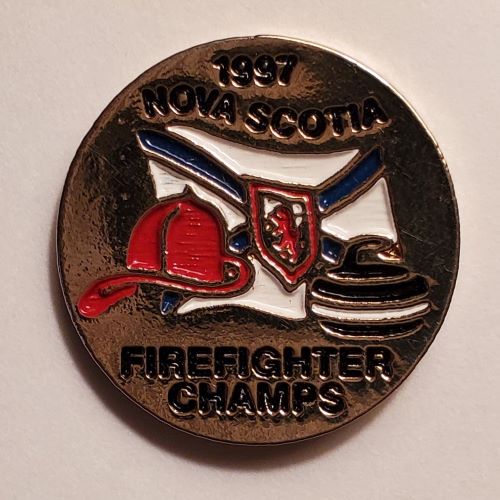 1997
NOVA SCOTIA
FIREFIGHTER
CHAMPS